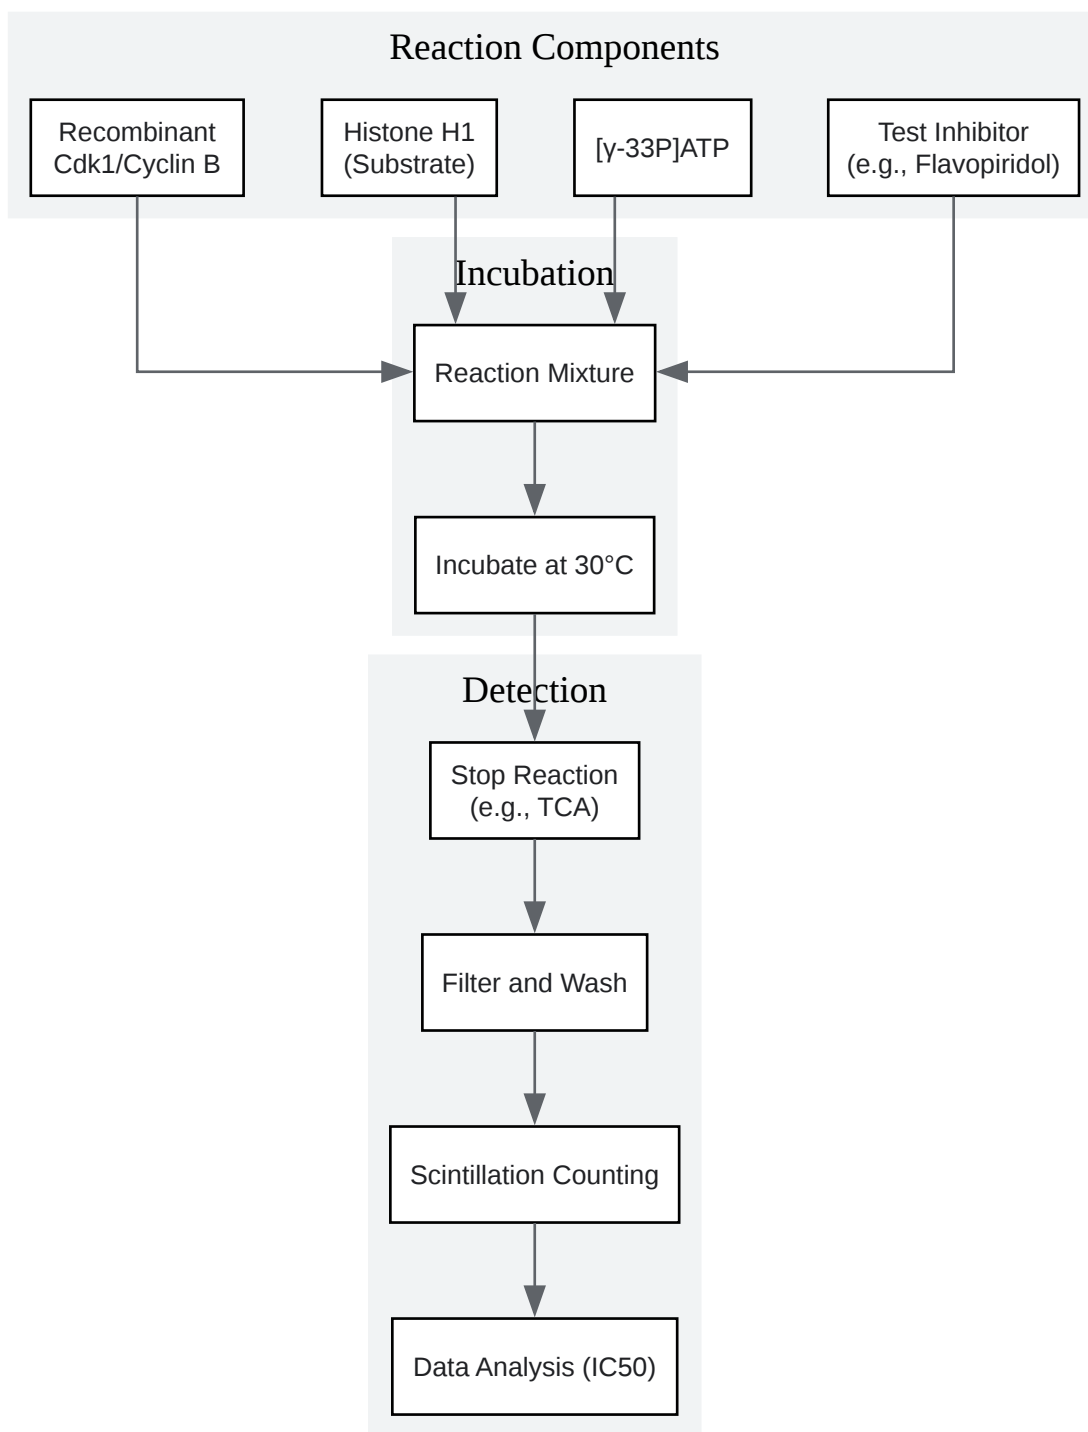 Reaction Components
Recombinant
Cdk1/Cyclin B
Histone H1
(Substrate)
[γ-33P]ATP
Test Inhibitor
(e.g., Flavopiridol)
Incubation
Reaction Mixture
Incubate at 30°C
Detection
Stop Reaction
(e.g., TCA)
Filter and Wash
Scintillation Counting
Data Analysis (IC50)